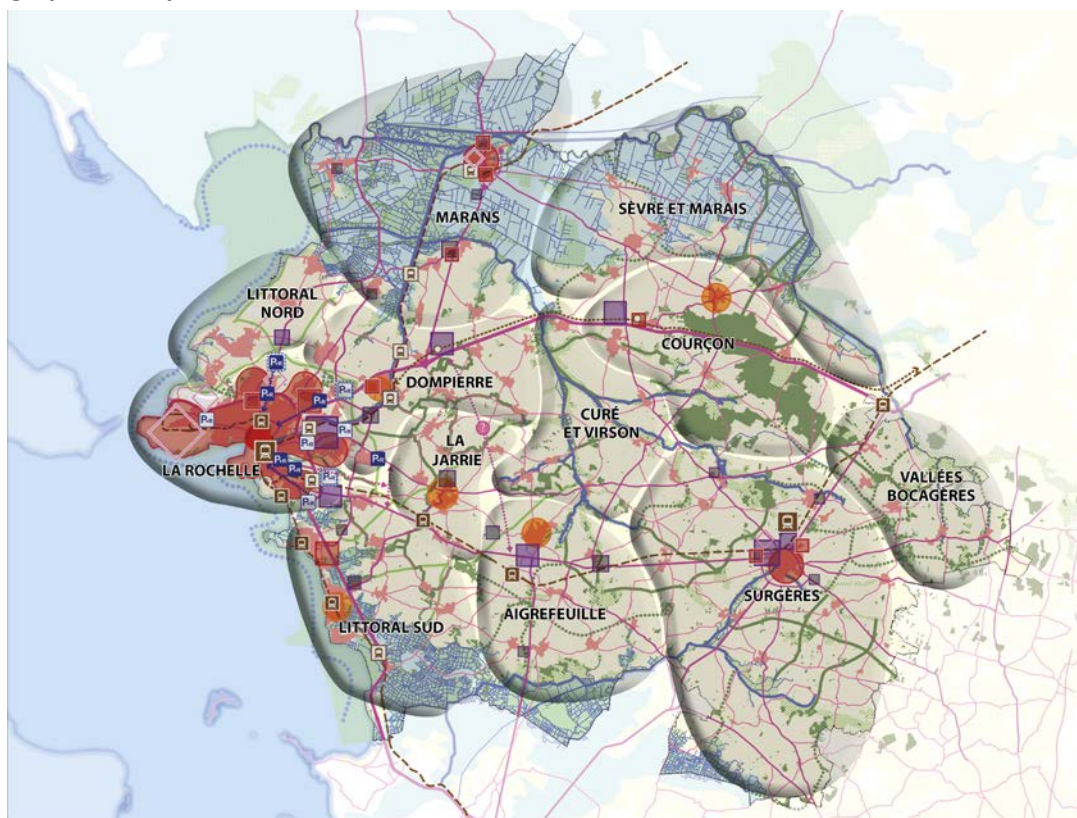 MARANS
SÈVRE ET MARAIS
LITTORAL
NORD
COURÇON
DOMPIERRE
CURÉ
ET VIRSON
LA
JARRIE
LA ROCHELLE
VALLÉES
BOCAGÈRES
SURGÈRES
AIGREFEUILLE
LITTORAL SUD